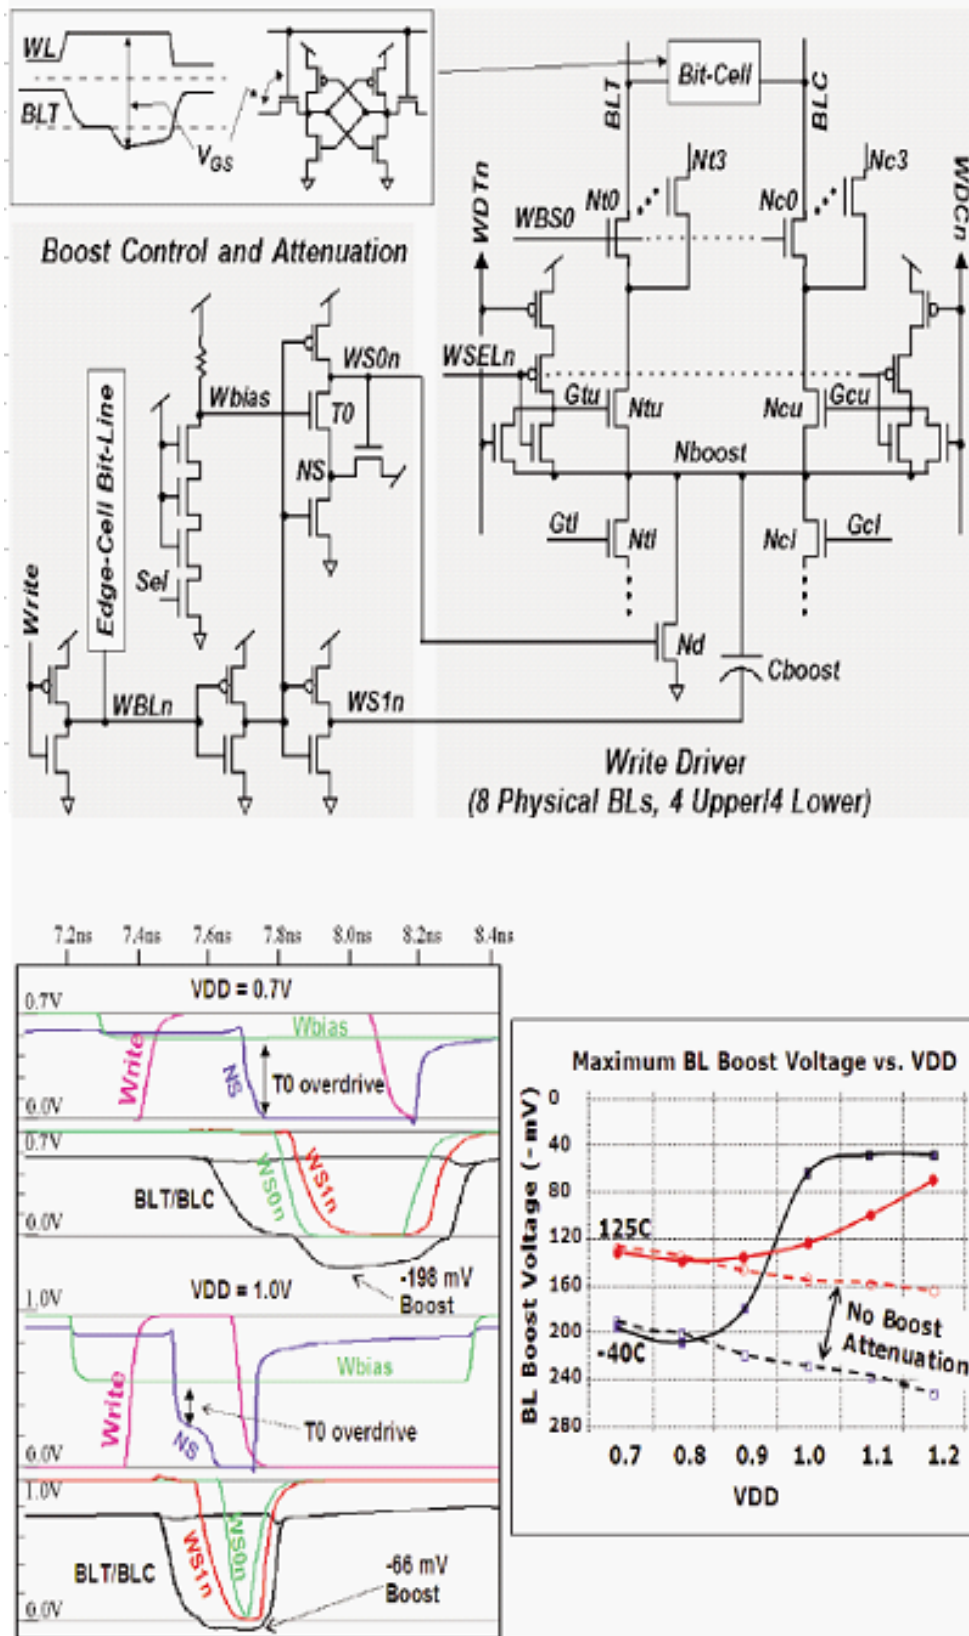 WL
BLT
VGS
BLT
Bit-Cell
BLC
Nt3
Nc3
WDTn
Nt0
Nc0
WDCn
WBS0
Boost Control and Attenuation
WS0n
WSELn
Wbias
T0
Gtu
Ntu
Ncu
Gcu
Edge-Cell Bit-Line
NS
Nboost
Gtl
Ntl
Ncl
Gcl
Sel
Write
Nd
Cboost
WBLn
WS1n
Write Driver
(8 Physical BLs, 4 Upper/4 Lower)
7.2ns 7.4ns 7.6ns 7.8ns 8.0ns 8.2ns 8.4ns
VDD = 0.7V
0.7V
Wbias
Write
NS
T0 overdrive
0.0V
0.7V
WS0n
WS1n
BLT/BLC
0.0V
-198 mV
Boost
VDD = 1.0V
1.0V
Wbias
Write
NS
T0 overdrive
0.0V
1.0V
WS1n
WS0n
BLT/BLC
-66 mV
Boost
0.0V
Maximum BL Boost Voltage vs. VDD
BL Boost Voltage (-mV)
0
40
80
120
160
200
240
280
125C
-40C
No Boost
Attenuation
0.7 0.8 0.9 1.0 1.1 1.2
VDD